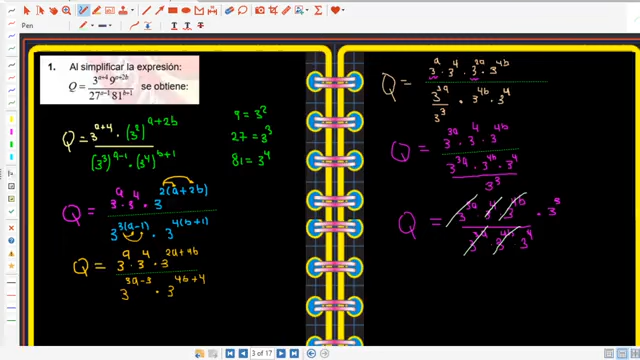 Pen
1. Al simplificar la expresión:
Q = 3^{a+4} 9^{a+2b} / 27^{a-1} 81^{b+1} se obtiene:
9 = 3^2
27 = 3^3
81 = 3^4
Q = 3^{a+4} · (3^2)^{a+2b} / (3^3)^{a-1} · (3^4)^{b+1}
Q = 3^a · 3^4 · 3^{2(a+2b)} / 3^{3(a-1)} · 3^{4(b+1)}
Q = 3^a · 3^4 · 3^{2a+4b} / 3^{3a-3} · 3^{4b+4}
Q = 3^a · 3^4 · 3^{2a} · 3^{4b} / (3^{3a} / 3^3) · 3^{4b} · 3^4
Q = 3^{3a} · 3^4 · 3^{4b} / (3^{3a} · 3^{4b} · 3^4 / 3^3)
Q = 3^{3a} 3^4 3^{4b} · 3^3 / 3^{3a} 3^{4b} 3^4
3 of 17